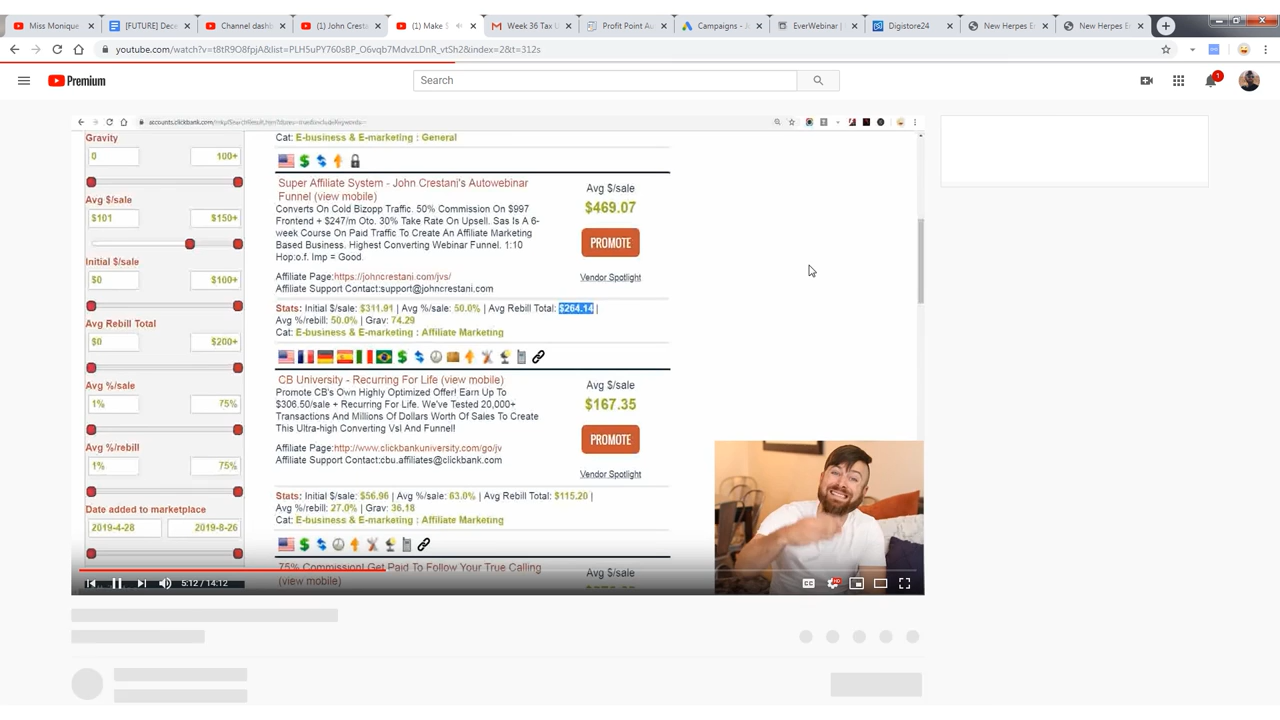 Miss Monique
[FUTURE] Dece
Channel dashb
(1) John Cresta
(1) Make $
Week 36 Tax U
Profit Point Au
Campaigns - M
EverWebinar |
Digistore24
New Herpes E
New Herpes E
youtube.com/watch?v=t8tR9O8fpjA&list=PLH5uPY760sBP_O6vqb7MdvzLDnR_vtSh2&index=2&t=312s
Premium
Search
1
Gravity
0 100+
Avg $/sale
$101 $150+
Initial $/sale
$0 $100+
Avg Rebill Total
$0 $200+
Avg %/sale
1% 75%
Avg %/rebill
1% 75%
Date added to marketplace
2019-4-28 2019-8-26
Cat: E-business & E-marketing : General
Super Affiliate System - John Crestani's Autowebinar
Funnel (view mobile)
Converts On Cold Bizopp Traffic. 50% Commission On $997
Frontend + $247/m Oto. 30% Take Rate On Upsell. Sas Is A 6-
week Course On Paid Traffic To Create An Affiliate Marketing
Based Business. Highest Converting Webinar Funnel. 1:10
Hop:o.f. Imp = Good.
Affiliate Page:https://johncrestani.com/jvs/
Affiliate Support Contact:support@johncrestani.com
Avg $/sale
$469.07
PROMOTE
Vendor Spotlight
Stats: Initial $/sale: $311.91 | Avg %/sale: 50.0% | Avg Rebill Total: $264.14 |
Avg %/rebill: 50.0% | Grav: 74.29
Cat: E-business & E-marketing : Affiliate Marketing
CB University - Recurring For Life (view mobile)
Promote CB's Own Highly Optimized Offer! Earn Up To
$306.50/sale + Recurring For Life. We've Tested 20,000+
Transactions And Millions Of Dollars Worth Of Sales To Create
This Ultra-high Converting Vsl And Funnel!
Affiliate Page:http://www.clickbankuniversity.com/go/jv
Affiliate Support Contact:cbu.affiliates@clickbank.com
Avg $/sale
$167.35
PROMOTE
Vendor Spotlight
Stats: Initial $/sale: $56.96 | Avg %/sale: 63.0% | Avg Rebill Total: $115.20 |
Avg %/rebill: 27.0% | Grav: 36.18
Cat: E-business & E-marketing : Affiliate Marketing
75% Commission! Get Paid To Follow Your True Calling
(view mobile)
Avg $/sale
5:12 / 14:12
CC
HD